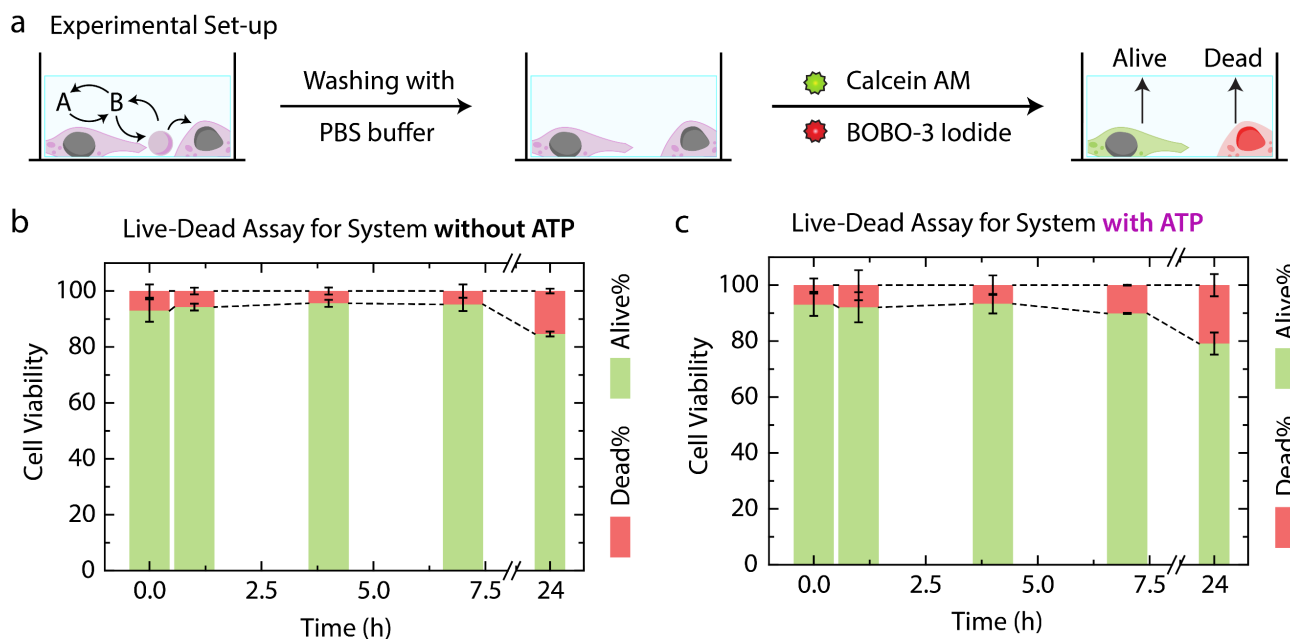 a Experimental Set-up
A B
Washing with
PBS buffer
Calcein AM
BOBO-3 Iodide
Alive Dead
b Live-Dead Assay for System without ATP
Cell Viability
100
80
60
40
20
0
0.0 2.5 5.0 7.5 24
Time (h)
Dead% Alive%
c Live-Dead Assay for System with ATP
Cell Viability
100
80
60
40
20
0
0.0 2.5 5.0 7.5 24
Time (h)
Dead% Alive%